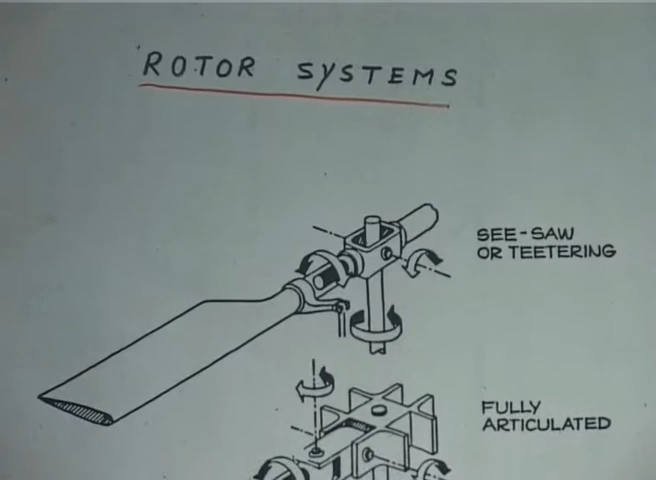 ROTOR SYSTEMS
SEE-SAW
OR TEETERING
FULLY
ARTICULATED